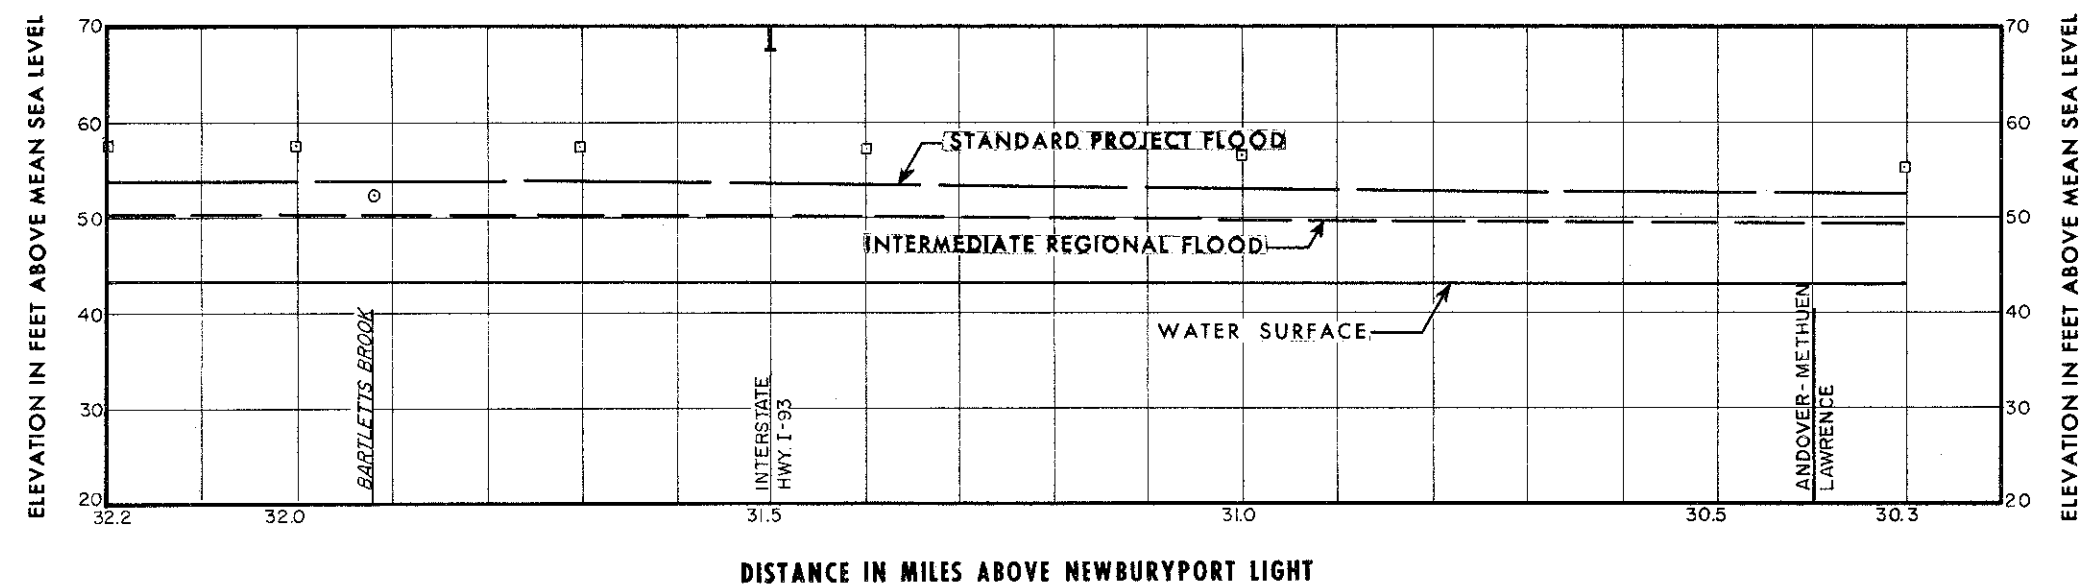 ELEVATION IN FEET ABOVE MEAN SEA LEVEL
70
60
50
40
30
20
STANDARD PROJECT FLOOD
INTERMEDIATE REGIONAL FLOOD
WATER SURFACE
BARTLETTS BROOK
INTERSTATE
HWY. I-93
ANDOVER-METHUEN
LAWRENCE
70
60
50
40
30
20
ELEVATION IN FEET ABOVE MEAN SEA LEVEL
32.2 32.0 31.5 31.0 30.5 30.3
DISTANCE IN MILES ABOVE NEWBURYPORT LIGHT